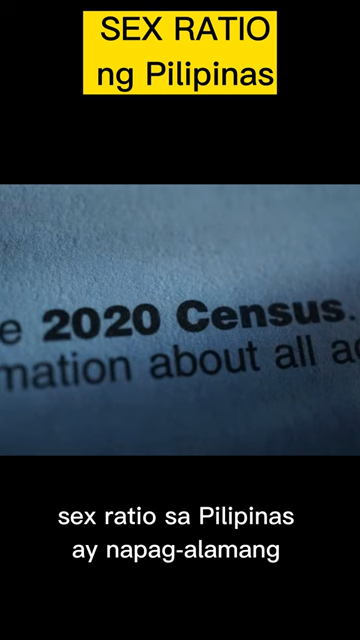 SEX RATIO
ng Pilipinas
e 2020 Census.
mation about all
sex ratio sa Pilipinas
ay napag-alamang